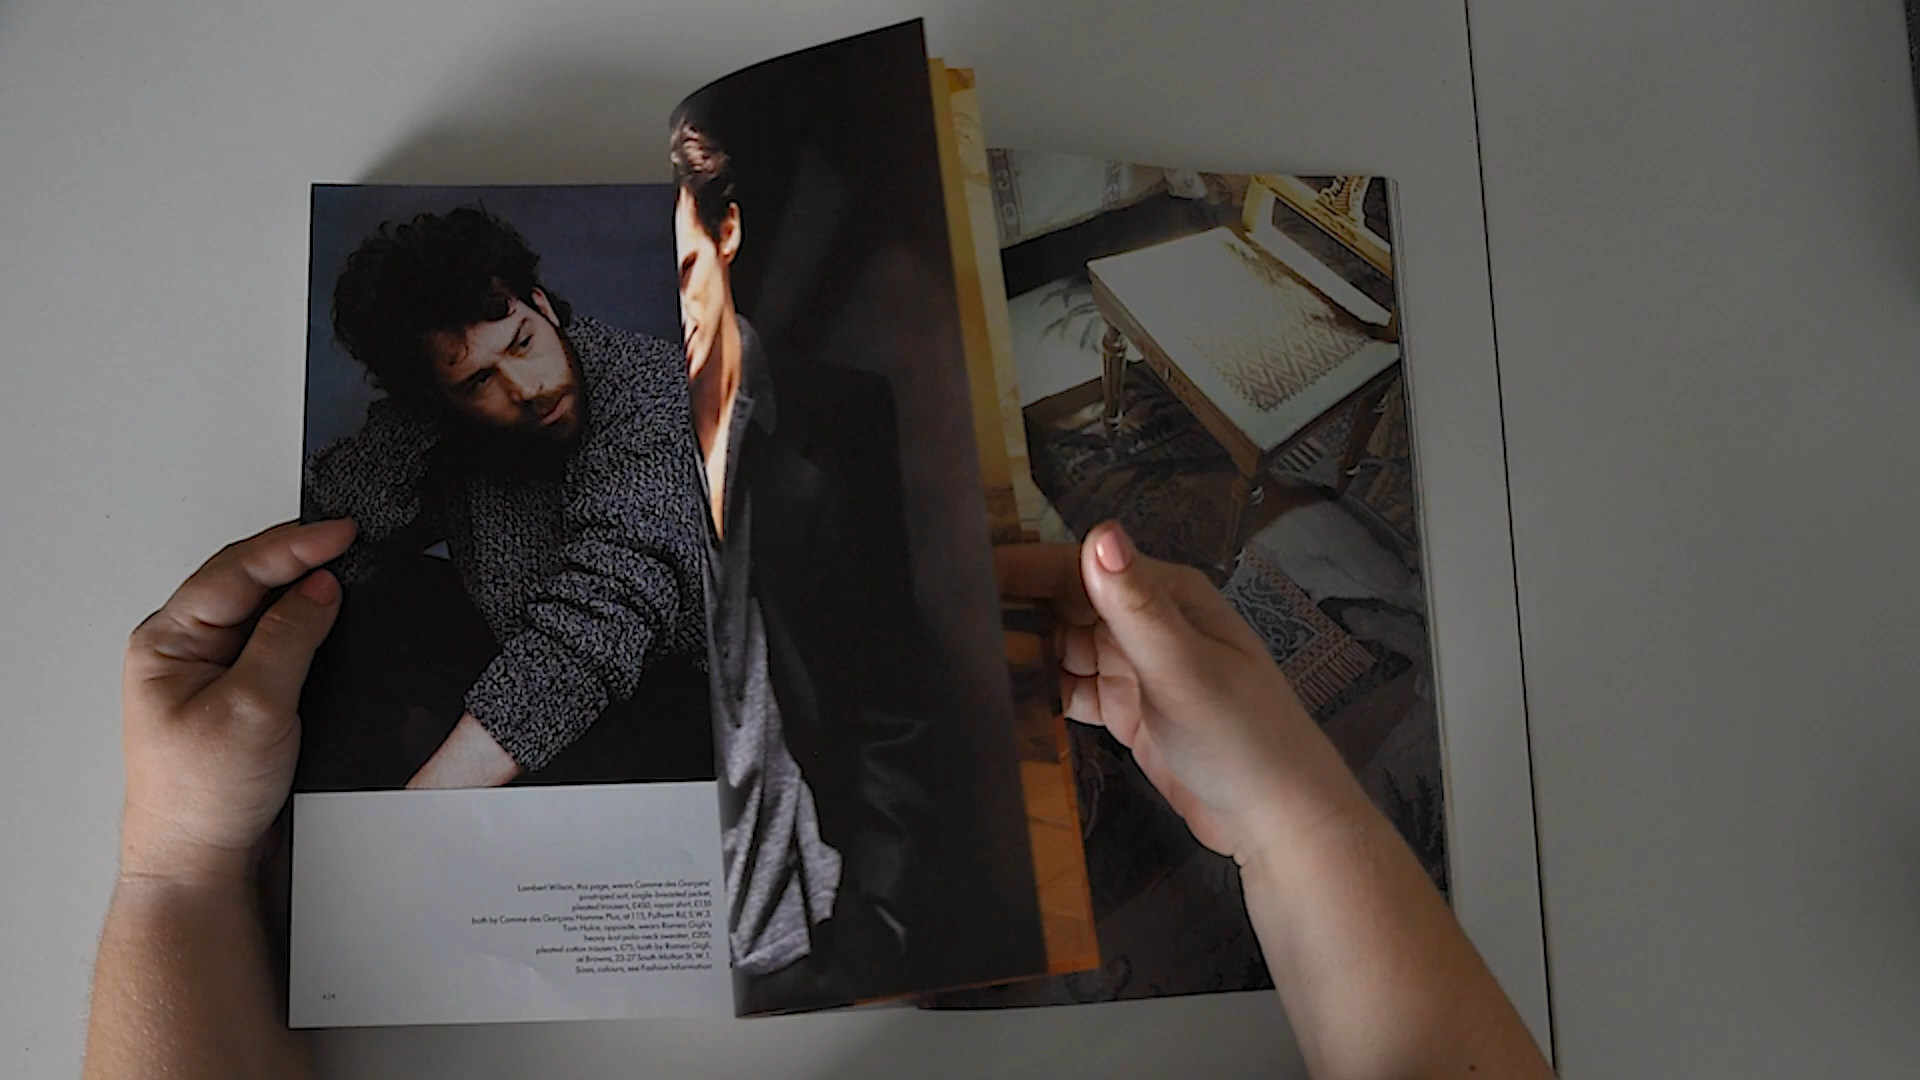 Lambert Wilson, this page, wears Comme des Garçons'
pinstriped suit, single-breasted jacket,
pleated trousers, £450, rayon shirt, £155
both by Comme des Garçons Homme Plus, at 115, Fulham Rd, S.W.3.
Tom Hulce, opposite, wears Romeo Gigli's
heavy-knit polo-neck sweater, £205,
pleated cotton trousers, £75, both by Romeo Gigli,
at Browns, 23-27 South Molton St, W.1.
Sizes, colours, see Fashion Information
424